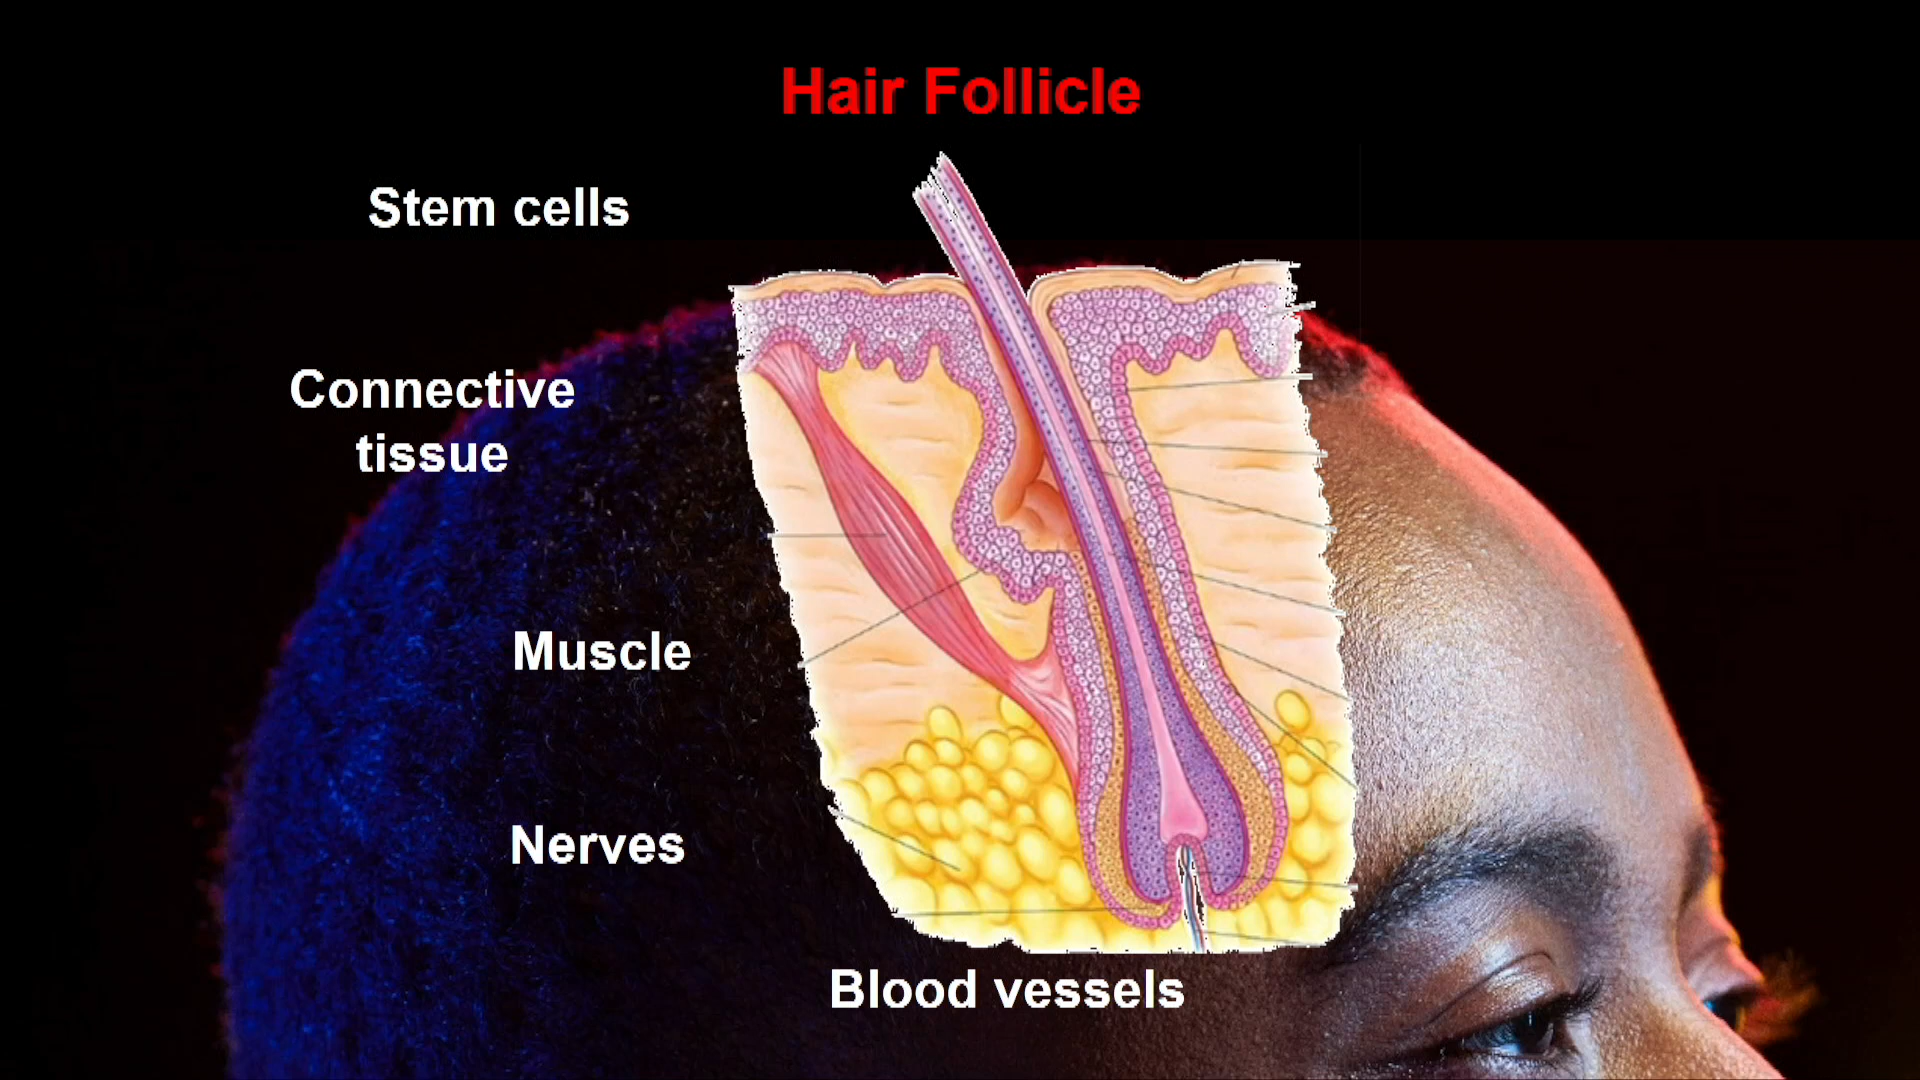 Hair Follicle
Stem cells
Connective
tissue
Muscle
Nerves
Blood vessels